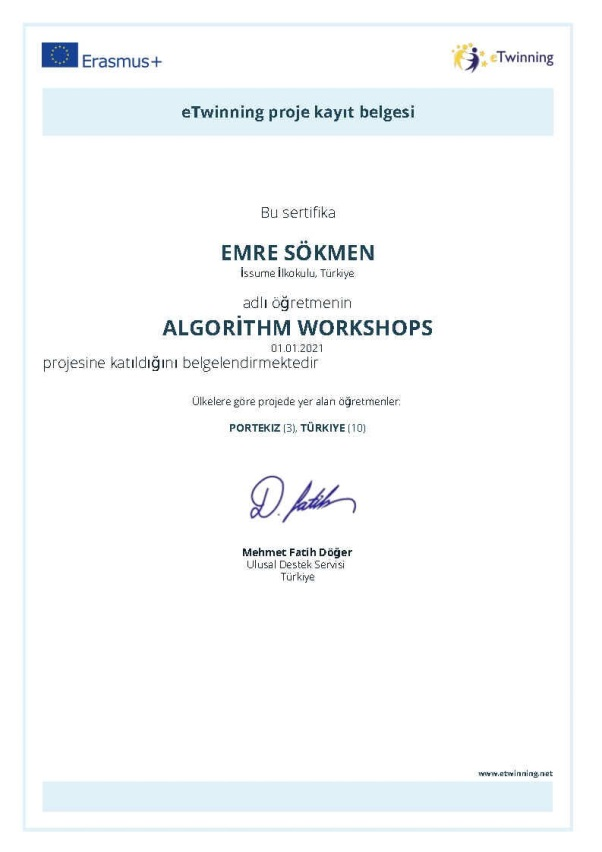 Erasmus+
eTwinning
eTwinning proje kayıt belgesi
Bu sertifika
EMRE SÖKMEN
İssume İlkokulu, Türkiye
adlı öğretmenin
ALGORİTHM WORKSHOPS
01.01.2021
projesine katıldığını belgelendirmektedir
Ülkelere göre projede yer alan öğretmenler:
PORTEKIZ (3), TÜRKIYE (10)
D. Fatih
Mehmet Fatih Döğer
Ulusal Destek Servisi
Türkiye
www.etwinning.net